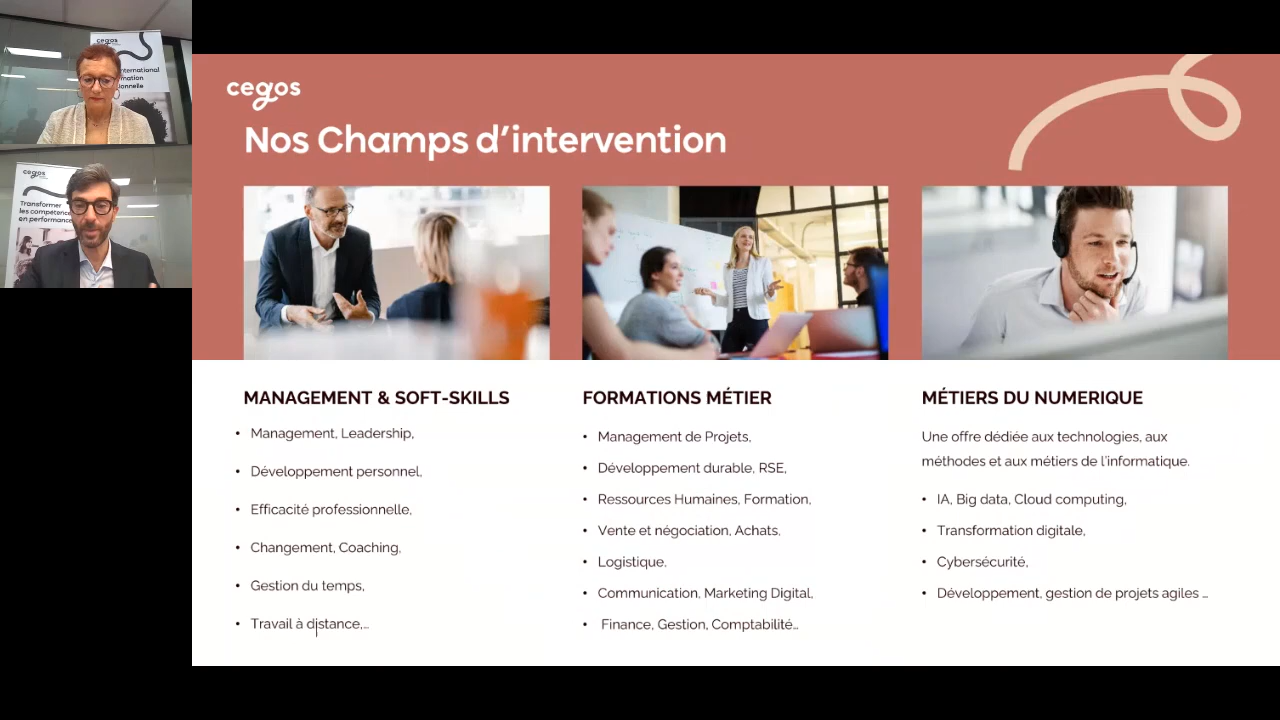 cegos
nternational
mation
ionnelle
cegos
Transformer
les compétences
en performance
cegos
Nos Champs d'intervention
MANAGEMENT & SOFT-SKILLS
• Management, Leadership,
• Développement personnel,
• Efficacité professionnelle,
• Changement, Coaching,
• Gestion du temps,
• Travail à distance,...
FORMATIONS MÉTIER
• Management de Projets,
• Développement durable, RSE,
• Ressources Humaines, Formation,
• Vente et négociation, Achats,
• Logistique,
• Communication, Marketing Digital,
• Finance, Gestion, Comptabilité...
MÉTIERS DU NUMERIQUE
Une offre dédiée aux technologies, aux
méthodes et aux métiers de l'informatique.
• IA, Big data, Cloud computing,
• Transformation digitale,
• Cybersécurité,
• Développement, gestion de projets agiles ...